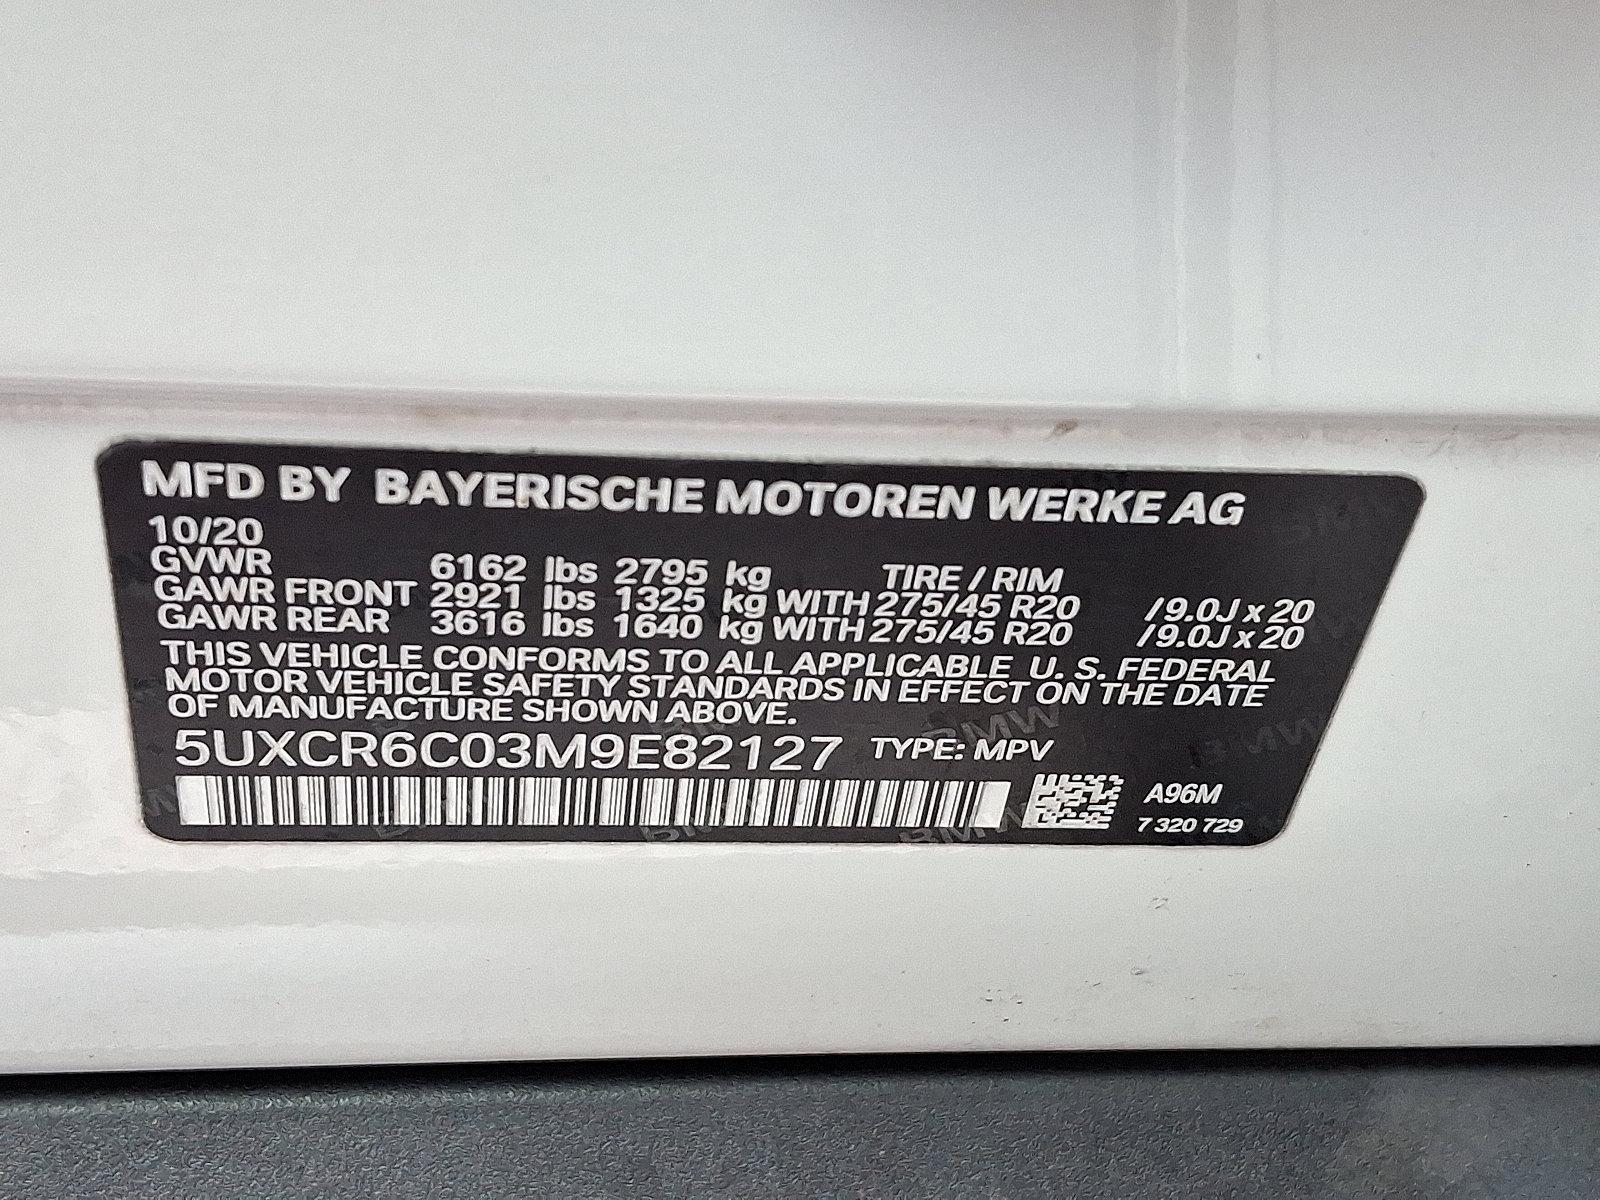 MFD BY BAYERISCHE MOTOREN WERKE AG
10/20
GVWR 6162 lbs 2795 kg TIRE / RIM
GAWR FRONT 2921 lbs 1325 kg WITH 275/45 R20 /9.0J x 20
GAWR REAR 3616 lbs 1640 kg WITH 275/45 R20 /9.0J x 20
THIS VEHICLE CONFORMS TO ALL APPLICABLE U. S. FEDERAL
MOTOR VEHICLE SAFETY STANDARDS IN EFFECT ON THE DATE
OF MANUFACTURE SHOWN ABOVE.
5UXCR6C03M9E82127 TYPE: MPV
A96M
7 320 729